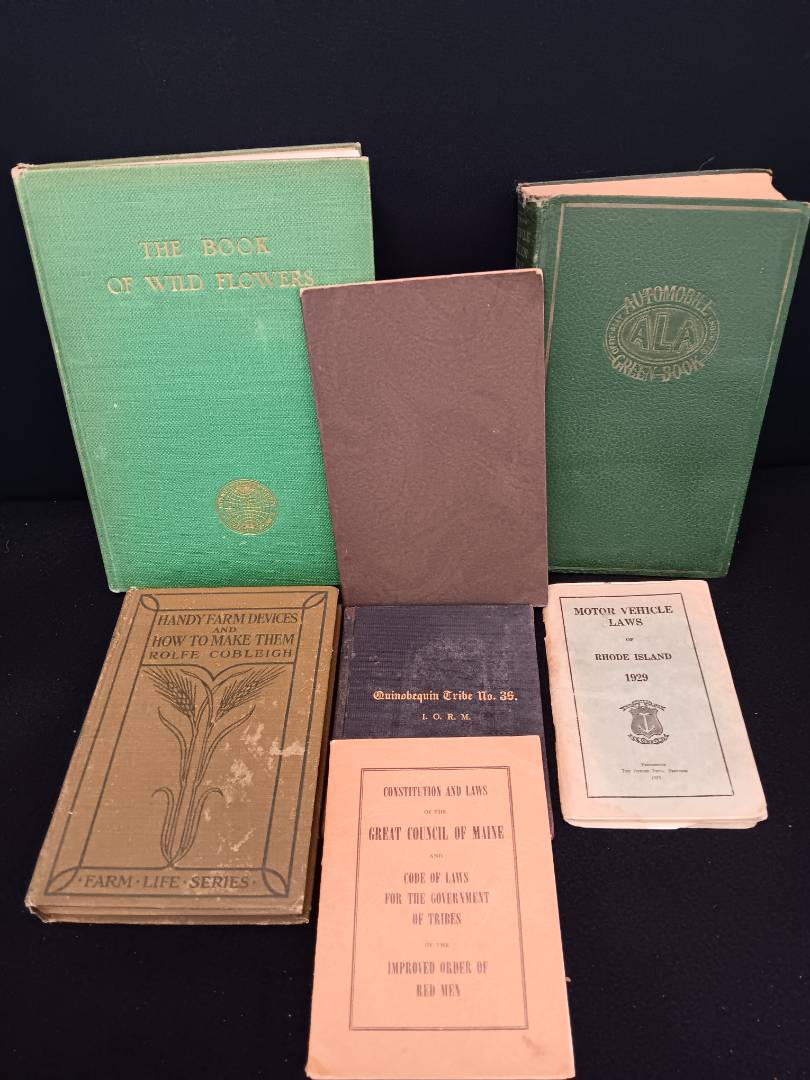 THE BOOK
OF WILD FLOWERS
AUTOMOBILE
ALA
GREEN BOOK
HANDY FARM DEVICES
AND
HOW TO MAKE THEM
ROLFE COBLEIGH
·FARM·LIFE·SERIES·
Quinobequin Tribe No. 36.
I. O. R. M.
MOTOR VEHICLE
LAWS
OF
RHODE ISLAND
1929
CONSTITUTION AND LAWS
OF THE
GREAT COUNCIL OF MAINE
AND
CODE OF LAWS
FOR THE GOVERNMENT
OF TRIBES
OF THE
IMPROVED ORDER OF
RED MEN